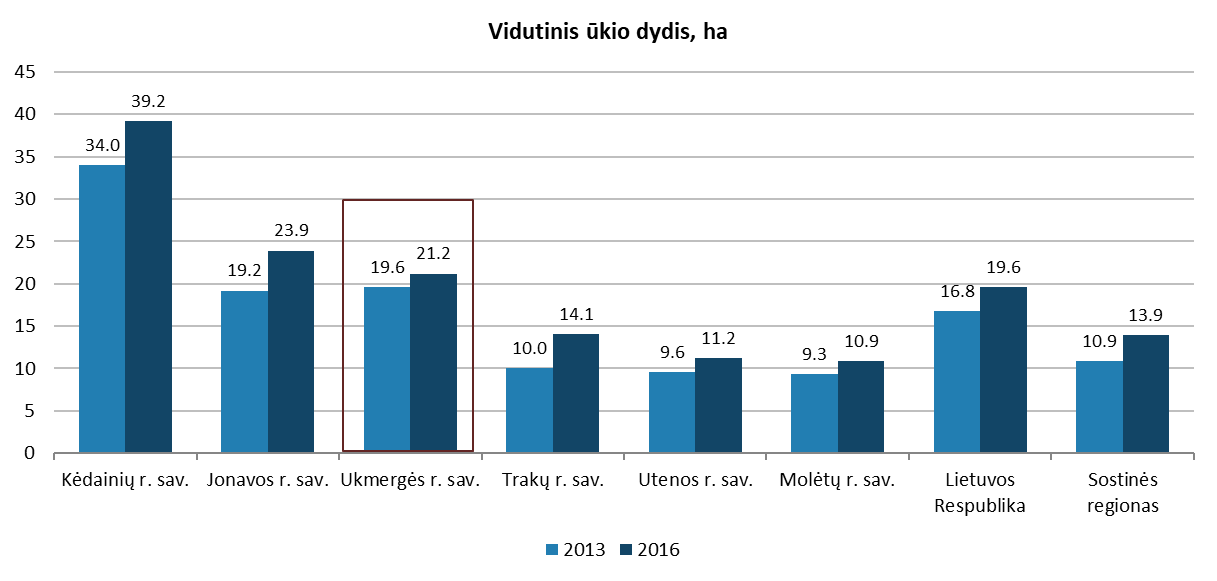 Vidutinis ūkio dydis, ha
45
40
35
30
25
20
15
10
5
0
34.0
39.2
19.2
23.9
19.6
21.2
10.0
14.1
9.6
11.2
9.3
10.9
16.8
19.6
10.9
13.9
Kėdainių r. sav.
Jonavos r. sav.
Ukmergės r. sav.
Trakų r. sav.
Utenos r. sav.
Molėtų r. sav.
Lietuvos
Respublika
Sostinės
regionas
2013
2016